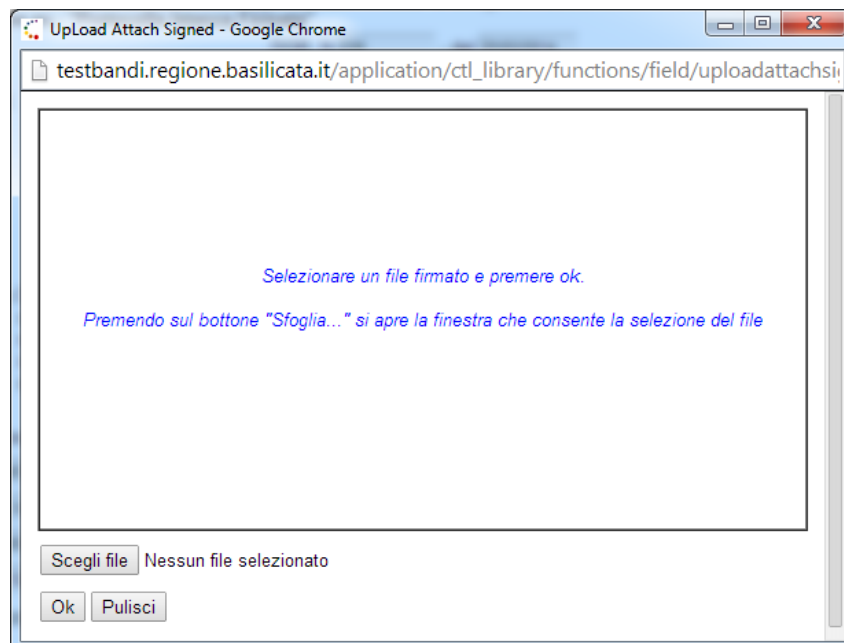 UpLoad Attach Signed - Google Chrome
testbandi.regione.basilicata.it/application/ctl_library/functions/field/uploadattachsi
Selezionare un file firmato e premere ok.
Premendo sul bottone "Sfoglia..." si apre la finestra che consente la selezione del file
Scegli file Nessun file selezionato
Ok Pulisci